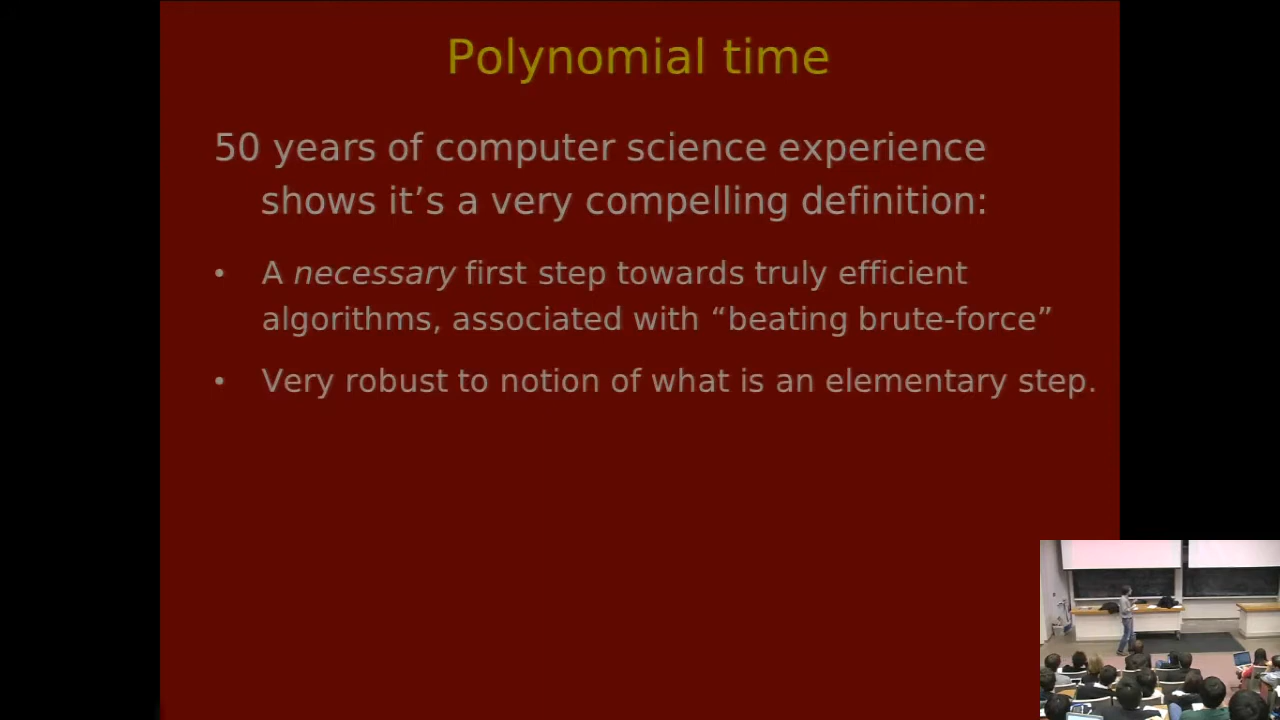 Polynomial time
50 years of computer science experience
shows it’s a very compelling definition:
• A necessary first step towards truly efficient
algorithms, associated with “beating brute-force”
• Very robust to notion of what is an elementary step.